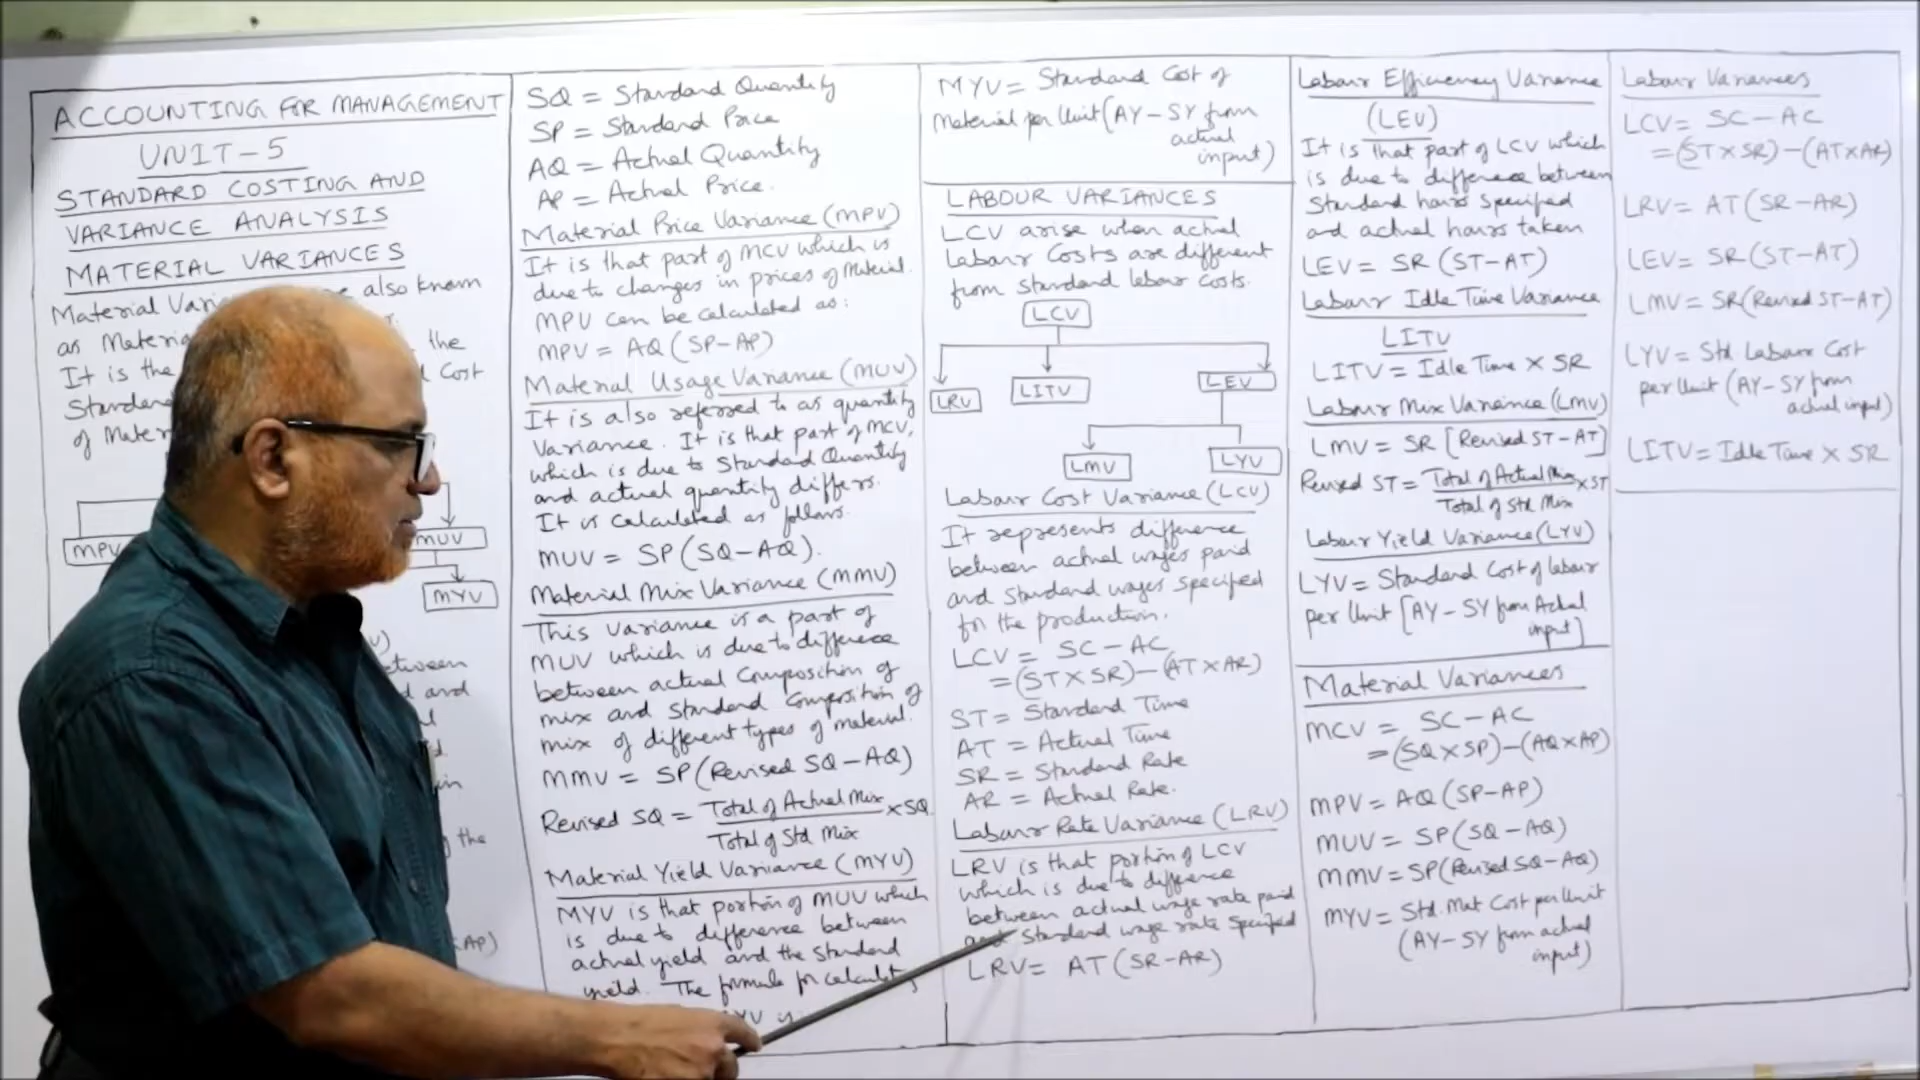 ACCOUNTING FOR MANAGEMENT
UNIT-5
STANDARD COSTING AND
VARIANCE ANALYSIS
MATERIAL VARIANCES
Material also known
as
It is the the
Cost
of
MPV
MUV
MYV
and
the
SQ = Standard Quantity
SP = Standard Price
AQ = Actual Quantity
AP = Actual Price.
Material Price Variance (MPV)
It is that part of MCV which is
due to changes in prices of Material.
MPV can be calculated as:
MPV = AQ (SP-AP)
Material Usage Variance (MUV)
It is also referred to as quantity
Variance. It is that part of MCV,
which is due to Standard Quantity
and actual quantity differs.
It is calculated as follows.
MUV = SP(SQ-AQ).
Material Mix Variance (MMV)
This variance is a part of
MUV which is due to difference
between actual Composition of
mix and standard Composition of
mix of different types of material.
MMV = SP(Revised SQ-AQ)
Revised SQ = Total of Actual Mix × SQ
Total of Std Mix
Material Yield Variance (MYV)
MYV is that portion of MUV which
is due to difference between
actual yield and the Standard
yield. The formula for
MYV is
MYV = Standard Cost of
Material per Unit (AY-SY from
actual
input)
LABOUR VARIANCES
LCV arise when actual
labour Costs are different
from standard labour costs.
LCV
LRV
LITV
LEV
LMV
LYV
Labour Cost Variance (LCV)
It represents difference
between actual wages paid
and standard wages specified
for the production.
LCV = SC - AC
= (ST×SR)-(AT×AR)
ST = Standard Time
AT = Actual Time
SR = Standard Rate
AR = Actual Rate.
Labour Rate Variance (LRV)
LRV is that portion of LCV
which is due to difference
between actual wage rate paid
and Standard wage rate Specified
LRV = AT (SR-AR)
Labour Efficiency Variance
(LEV)
It is that part of LCV which
is due to difference between
Standard hours specified
and actual hours taken
LEV = SR (ST-AT)
Labour Idle Time Variance
LITV
LITV = Idle Time × SR
Labour Mix Variance (LMV)
LMV = SR [Revised ST-AT]
Revised ST = Total of Actual Mix × ST
Total of Std Mix
Labour Yield Variance (LYV)
LYV = Standard Cost of labour
per Unit [AY-SY from Actual
input]
Material Variances
MCV = SC-AC
= (SQ×SP)-(AQ×AP)
MPV = AQ (SP-AP)
MUV = SP(SQ-AQ)
MMV = SP(Revised SQ-AQ)
MYV = Std. Mat Cost per Unit
(AY-SY from actual
input)
Labour Variances
LCV = SC-AC
= (ST×SR)-(AT×AR)
LRV = AT (SR-AR)
LEV = SR (ST-AT)
LMV = SR(Revised ST-AT)
LYV = Std Labour Cost
per Unit (AY-SY from
actual input)
LITV = Idle Time × SR